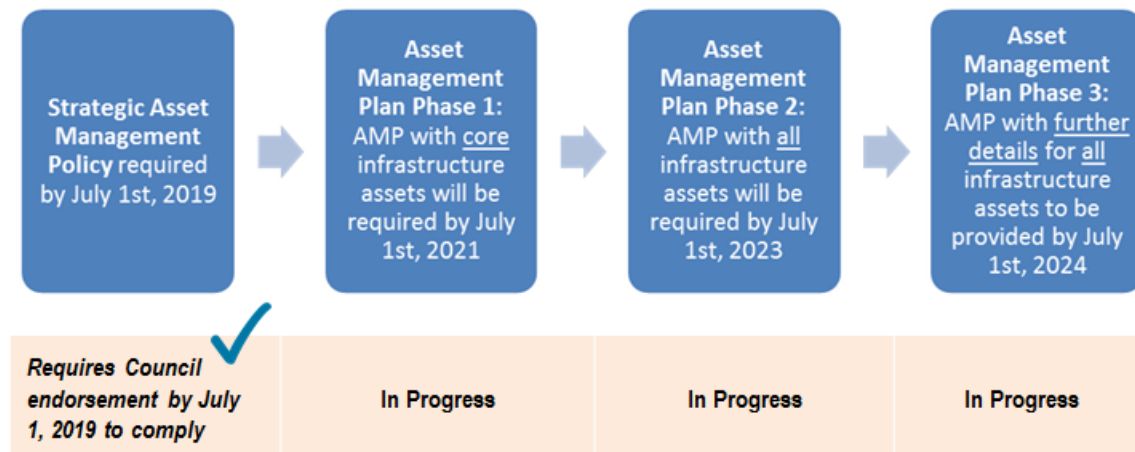 Strategic Asset
Management
Policy required
by July 1st, 2019
Asset
Management
Plan Phase 1:
AMP with core
infrastructure
assets will be
required by July
1st, 2021
Asset
Management
Plan Phase 2:
AMP with all
infrastructure
assets will be
required by July
1st, 2023
Asset
Management
Plan Phase 3:
AMP with further
details for all
infrastructure
assets to be
provided by July
1st, 2024
Requires Council
endorsement by July
1, 2019 to comply
In Progress
In Progress
In Progress